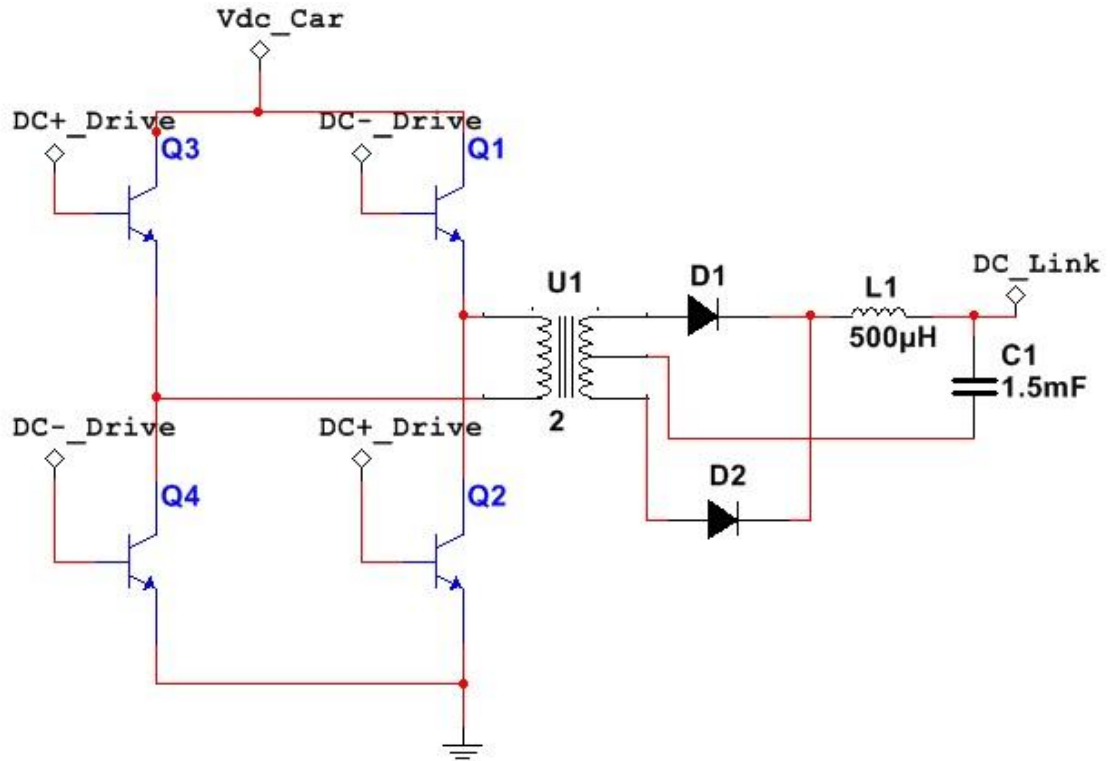 Vdc_Car
DC+_Drive
DC-_Drive
Q3
Q1
U1
D1
L1
DC_Link
500µH
C1
1.5mF
2
DC-_Drive
DC+_Drive
D2
Q4
Q2